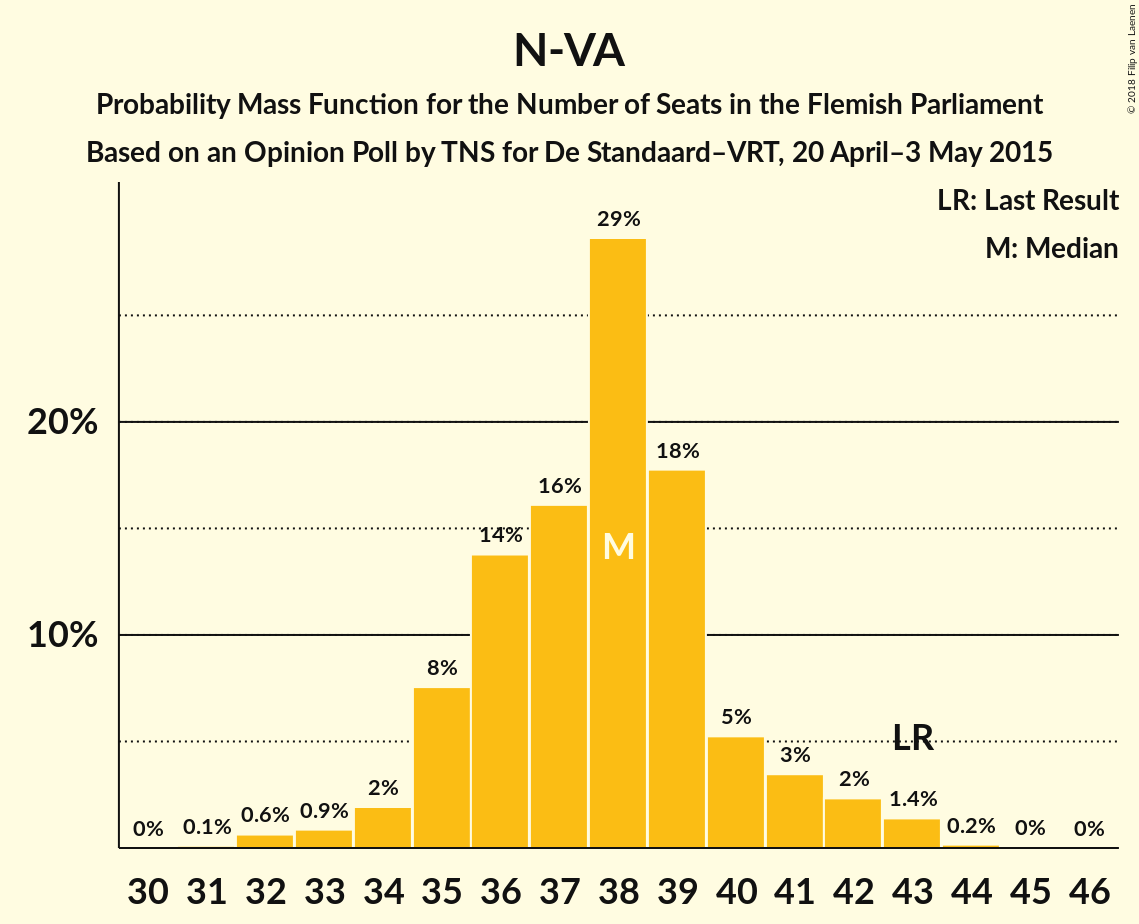 N-VA
Probability Mass Function for the Number of Seats in the Flemish Parliament
Based on an Opinion Poll by TNS for De Standaard–VRT, 20 April–3 May 2015
© 2018 Filip van Laenen
LR: Last Result
M: Median
29%
20%
18%
16%
14%
M
10%
8%
5%
LR
3%
2%
2%
1.4%
0.9%
0.6%
0%
0.1%
0.2%
0%
0%
30 31 32 33 34 35 36 37 38 39 40 41 42 43 44 45 46